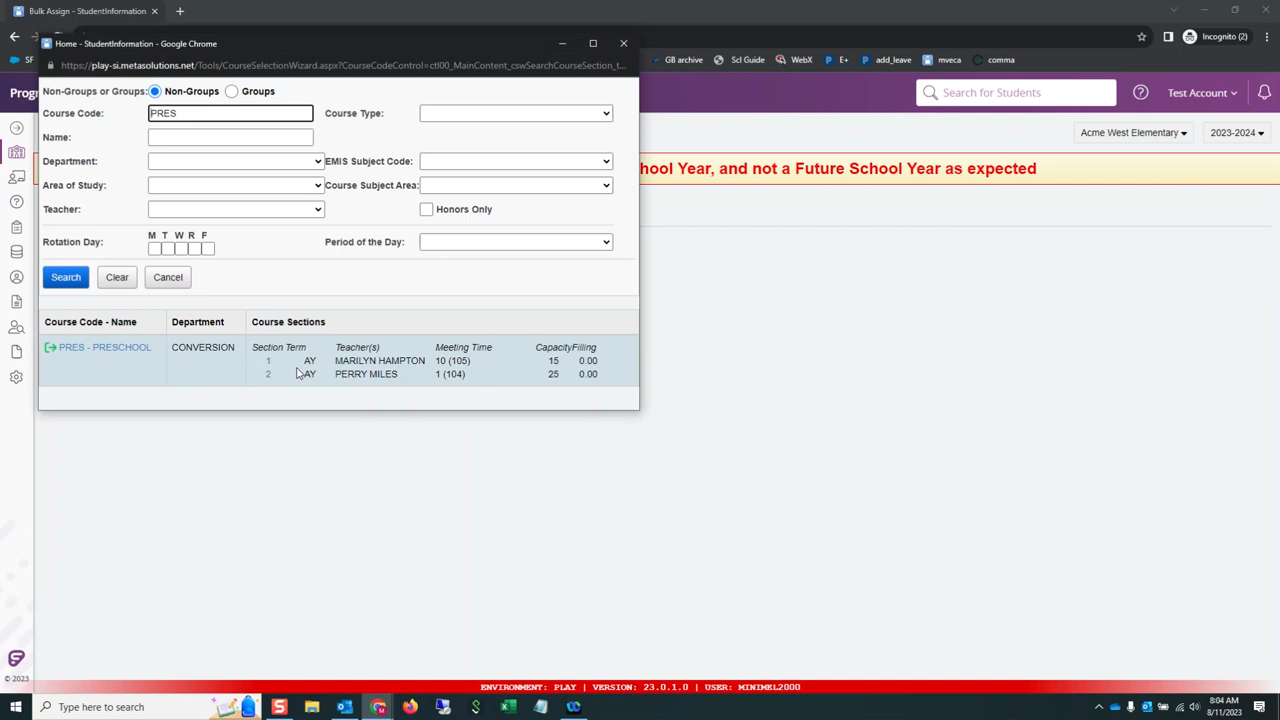 Bulk Assign - StudentInformation
Incognito (2)
Home - StudentInformation - Google Chrome
https://play-si.metasolutions.net/Tools/CourseSelectionWizard.aspx?CourseCodeControl=ctl00_MainContent_cswSearchCourseSection_t...
SF
GB archive
Scl Guide
WebX
E+
add_leave
mveca
comma
Progr
Search for Students
Test Account
Acme West Elementary
2023-2024
hool Year, and not a Future School Year as expected
Non-Groups or Groups:
Non-Groups
Groups
Course Code:
PRES
Course Type:
Name:
Department:
EMIS Subject Code:
Area of Study:
Course Subject Area:
Teacher:
Honors Only
M T W R F
Rotation Day:
Period of the Day:
Search
Clear
Cancel
Course Code - Name
Department
Course Sections
PRES - PRESCHOOL
CONVERSION
Section Term Teacher(s) Meeting Time CapacityFilling
1 AY MARILYN HAMPTON 10 (105) 15 0.00
2 AY PERRY MILES 1 (104) 25 0.00
© 2023
ENVIRONMENT: PLAY | VERSION: 23.0.1.0 | USER: MINIMEL2000
Type here to search
8:04 AM
8/11/2023